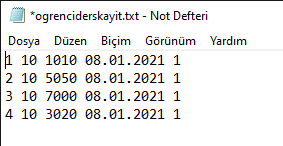 *ogrenciderskayit.txt - Not Defteri
Dosya Düzen Biçim Görünüm Yardım
1 10 1010 08.01.2021 1
2 10 5050 08.01.2021 1
3 10 7000 08.01.2021 1
4 10 3020 08.01.2021 1